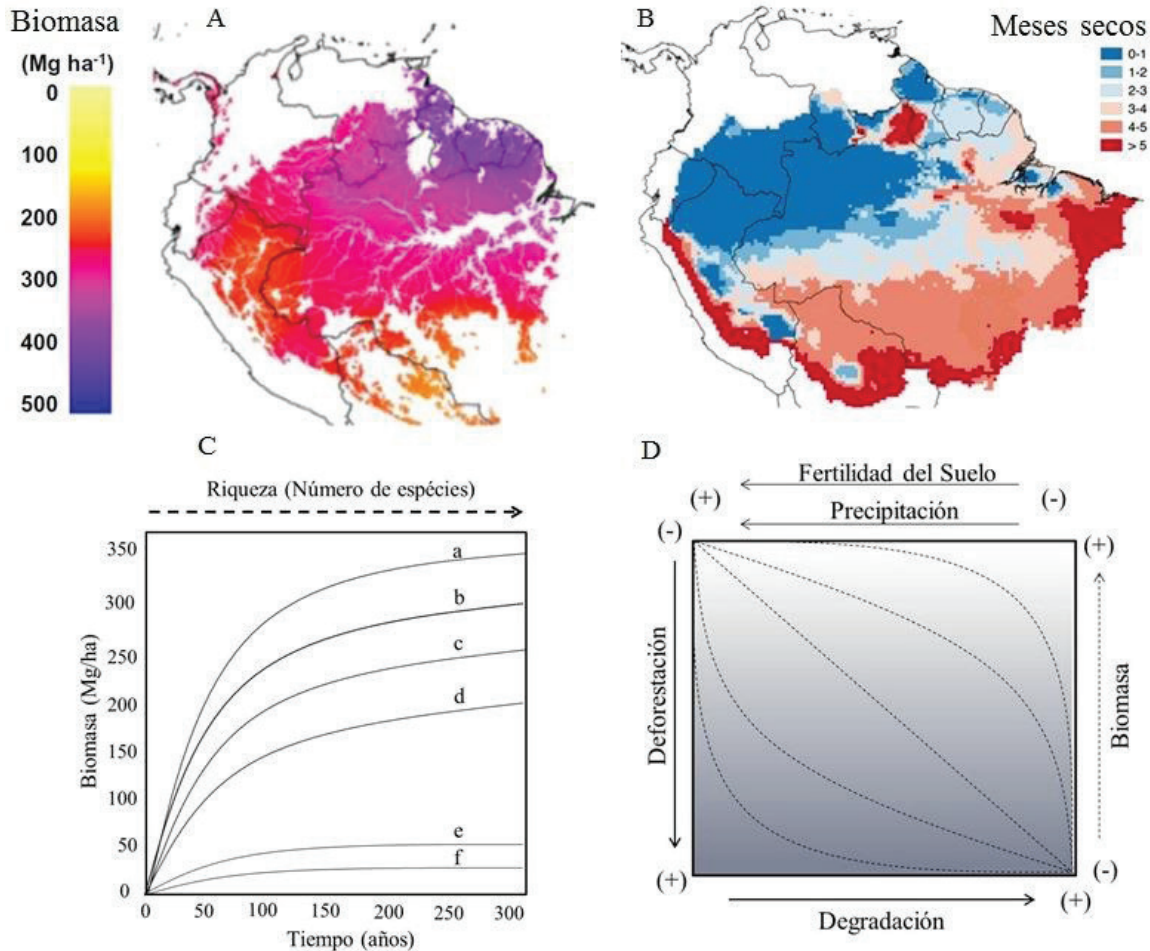 Biomasa
(Mg ha⁻¹)
0
100
200
300
400
500
A
B
Meses secos
0-1
1-2
2-3
3-4
4-5
> 5
C
Riqueza (Número de espécies)
Biomasa (Mg/ha)
350
300
250
200
150
100
50
0
a
b
c
d
e
f
0 50 100 150 200 250 300
Tiempo (años)
D
Fertilidad del Suelo
(+) (-)
Precipitación
(-) (+)
Deforestación
Biomasa
(+) (-)
(+)
Degradación